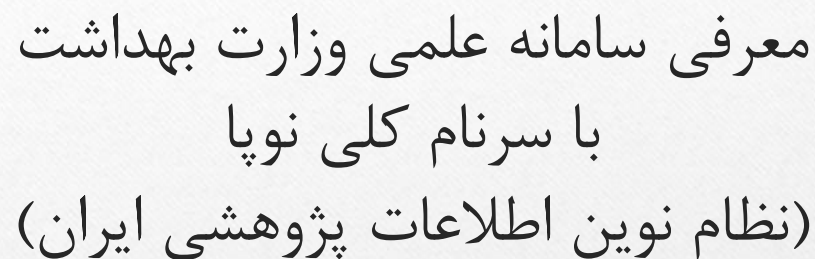 معرفی سامانه علمی وزارت بهداشت
با سرنام کلی نوپا
(نظام نوین اطلاعات پژوهشی ایران)